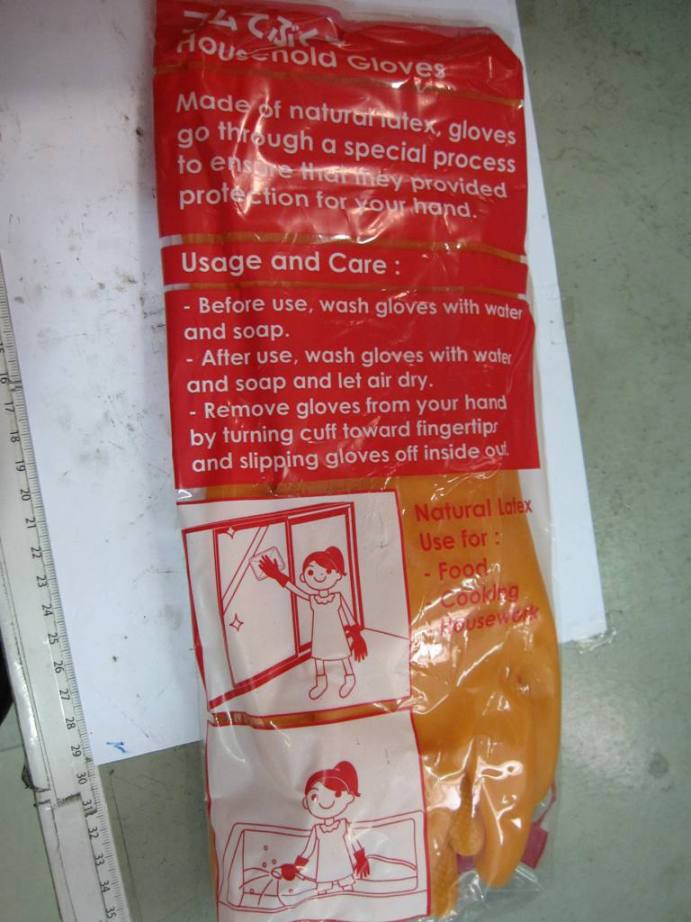 てぶく
Household Gloves
Made of natural latex, gloves
go through a special process
to ensure that they provided
protection for your hand.
Usage and Care :
- Before use, wash gloves with water
and soap.
- After use, wash gloves with water
and soap and let air dry.
- Remove gloves from your hand
by turning cuff toward fingertips
and slipping gloves off inside out.
Natural Latex
Use for :
- Food
Cooking
Housework
16
17
18
19
20
21
22
23
24
25
26
27
28
29
30
31
32
33
34
35